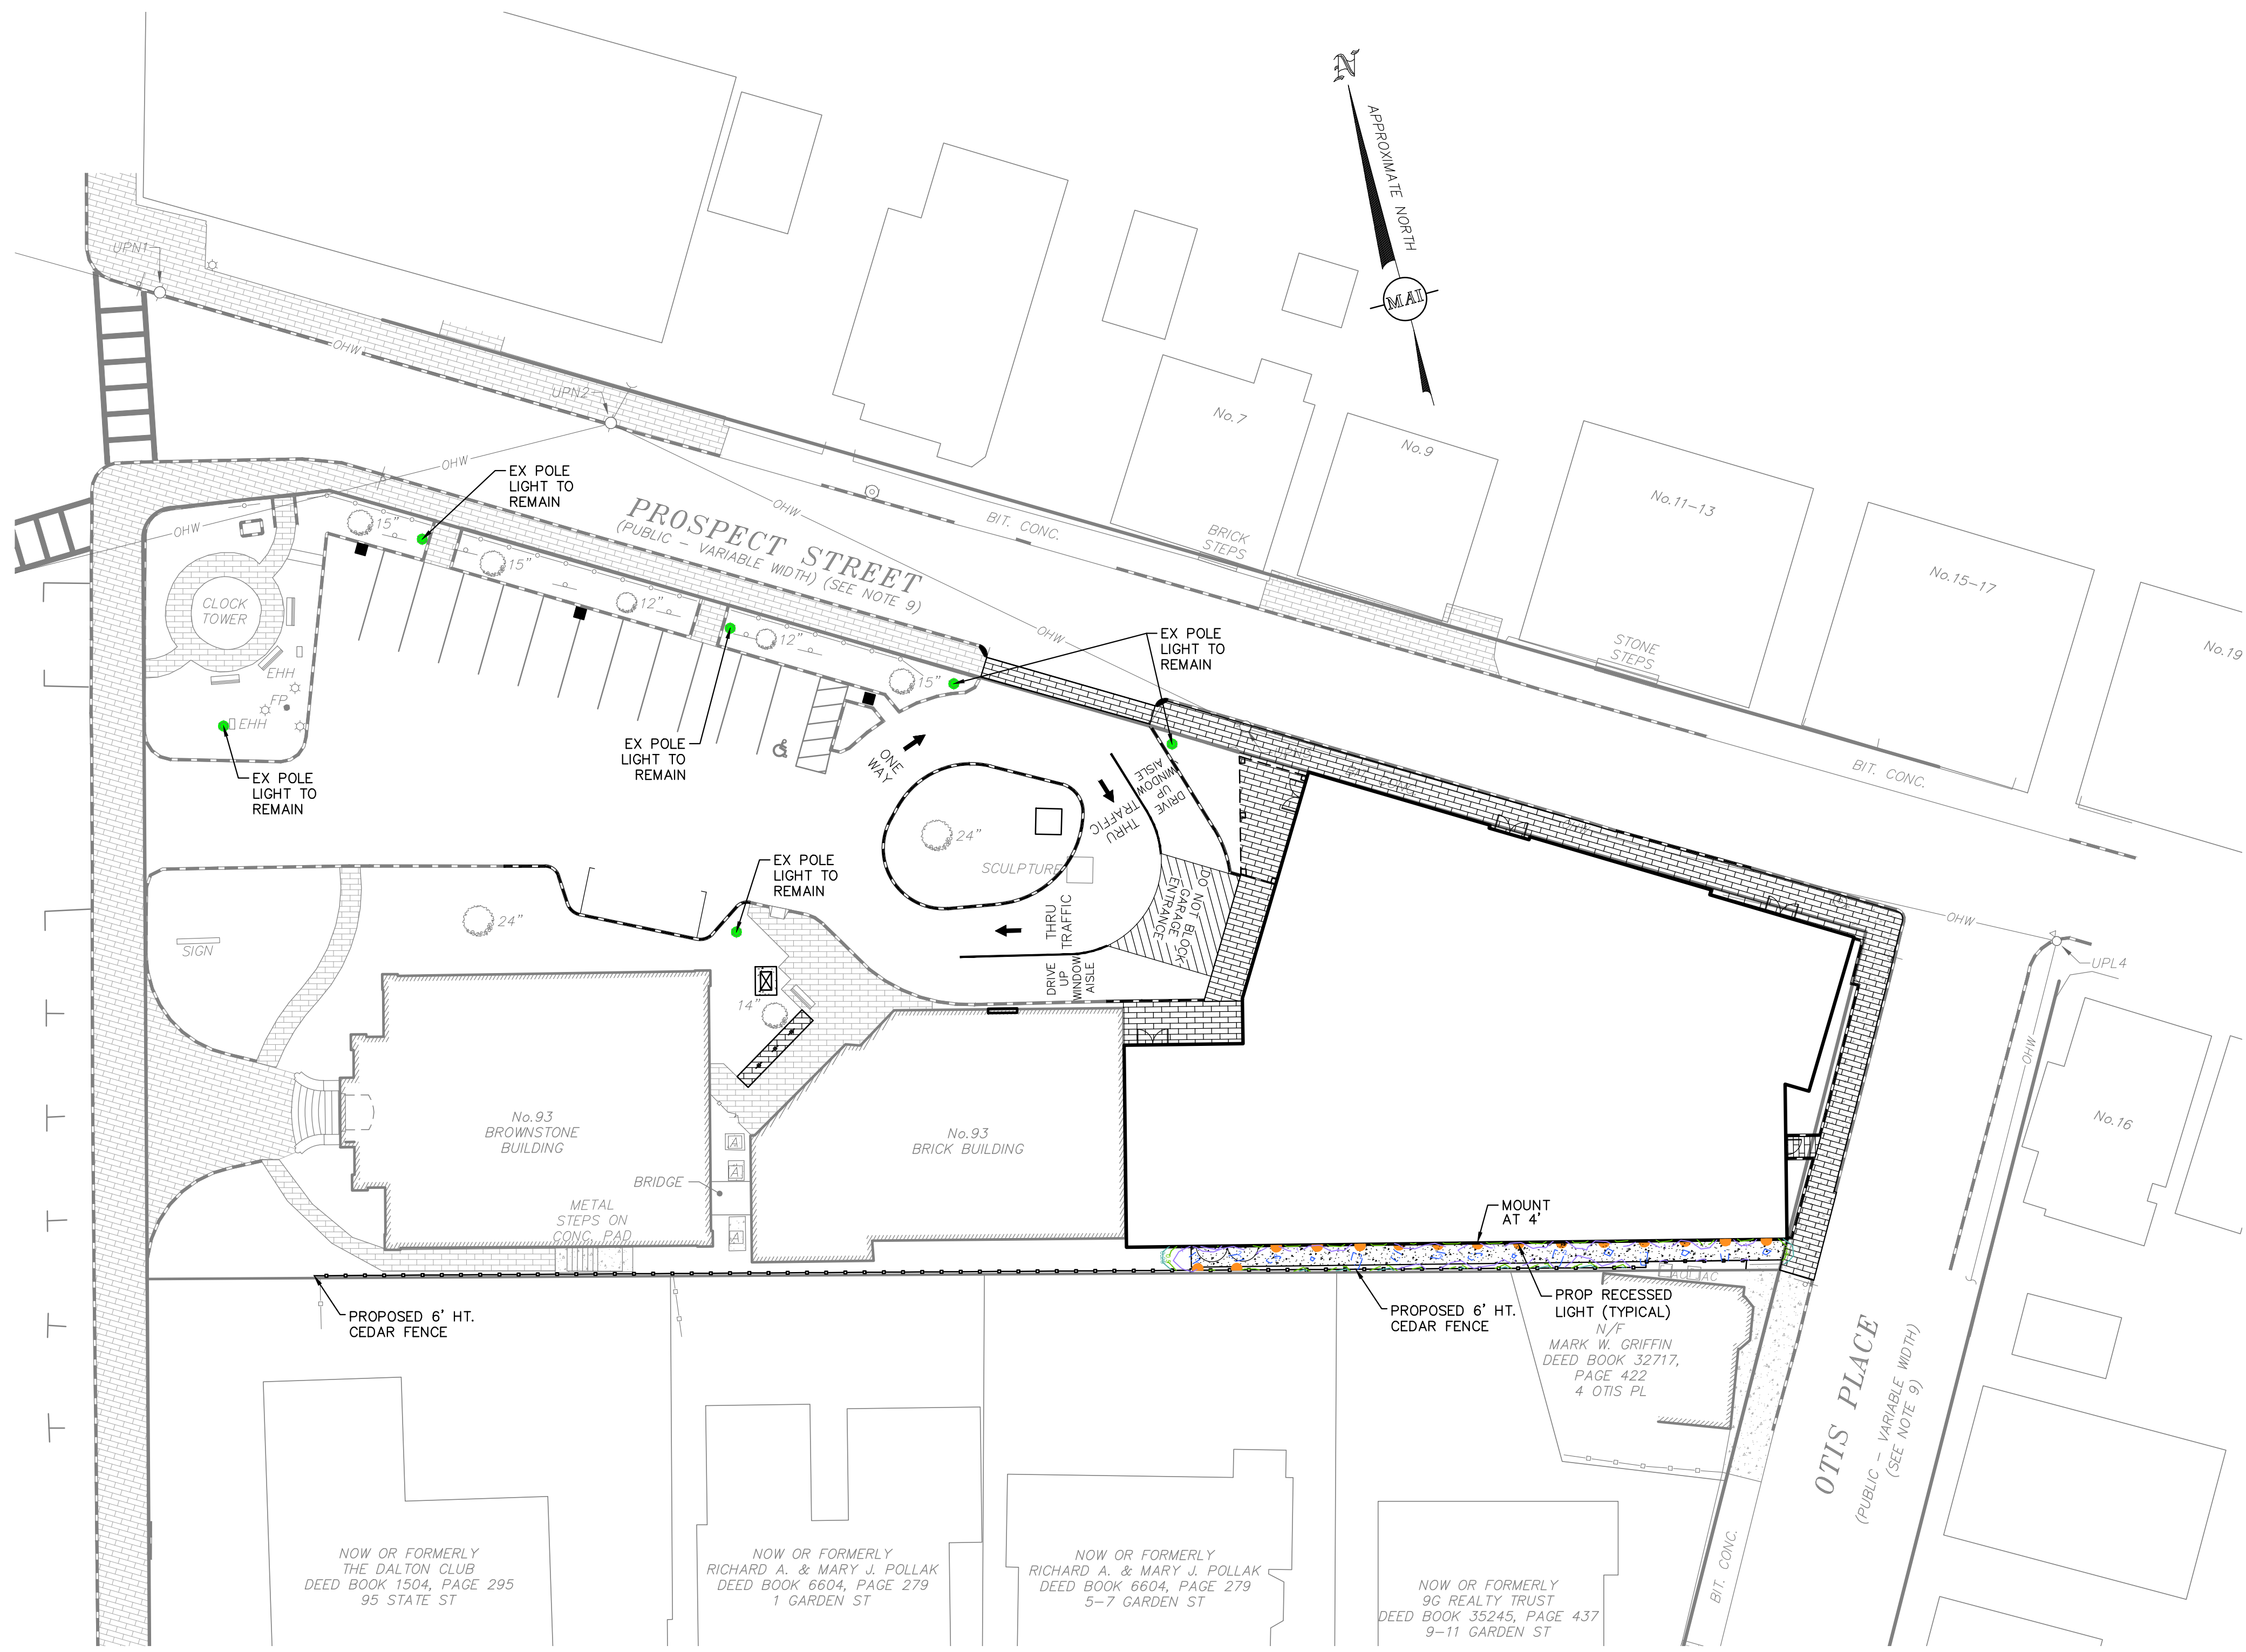 N
APPROXIMATE NORTH
MAI
UPN1
OHW
UPN2
OHW
OHW
EX POLE
LIGHT TO
REMAIN
15"
15"
12"
12"
15"
PROSPECT STREET
(PUBLIC - VARIABLE WIDTH) (SEE NOTE 9)
OHW
OHW
BIT. CONC.
BRICK
STEPS
No.7
No.9
No.11-13
No.15-17
No.19
STONE
STEPS
BIT. CONC.
CLOCK
TOWER
EHH
FP
EHH
EX POLE
LIGHT TO
REMAIN
EX POLE
LIGHT TO
REMAIN
EX POLE
LIGHT TO
REMAIN
ONE
WAY
DRIVE
UP
WINDOW
AISLE
THRU
TRAFFIC
24"
SCULPTURE
DO NOT BLOCK
GARAGE
ENTRANCE
THRU
TRAFFIC
DRIVE
UP
WINDOW
AISLE
EX POLE
LIGHT TO
REMAIN
24"
SIGN
14"
OHW
UPL4
OHW
No.16
No.93
BROWNSTONE
BUILDING
No.93
BRICK BUILDING
A
A
A
BRIDGE
METAL
STEPS ON
CONC. PAD
MOUNT
AT 4'
AC
PROPOSED 6' HT.
CEDAR FENCE
PROPOSED 6' HT.
CEDAR FENCE
PROP RECESSED
LIGHT (TYPICAL)
N/F
MARK W. GRIFFIN
DEED BOOK 32717,
PAGE 422
4 OTIS PL
OTIS PLACE
(PUBLIC - VARIABLE WIDTH)
(SEE NOTE 9)
BIT. CONC.
NOW OR FORMERLY
THE DALTON CLUB
DEED BOOK 1504, PAGE 295
95 STATE ST
NOW OR FORMERLY
RICHARD A. & MARY J. POLLAK
DEED BOOK 6604, PAGE 279
1 GARDEN ST
NOW OR FORMERLY
RICHARD A. & MARY J. POLLAK
DEED BOOK 6604, PAGE 279
5-7 GARDEN ST
NOW OR FORMERLY
9G REALTY TRUST
DEED BOOK 35245, PAGE 437
9-11 GARDEN ST